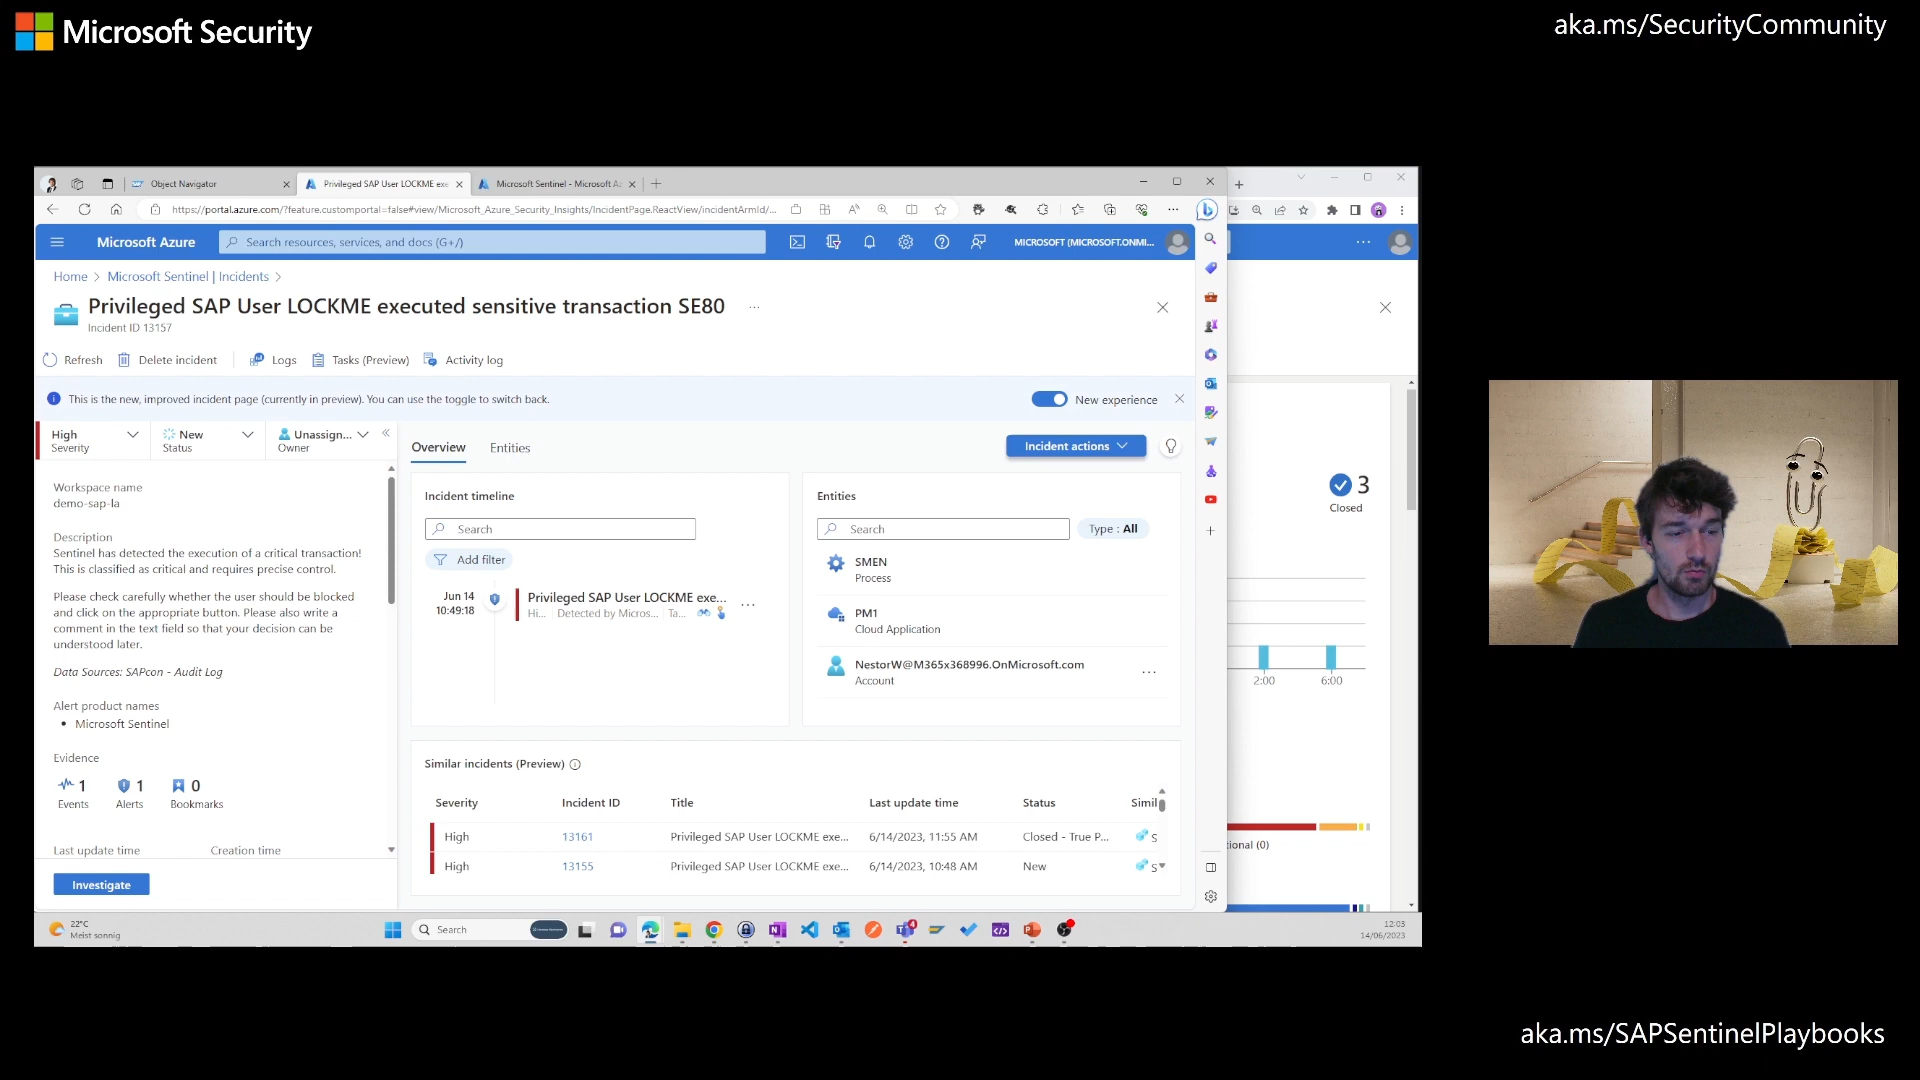 Microsoft Security
aka.ms/SecurityCommunity
Object Navigator
Privileged SAP User LOCKME exe
Microsoft Sentinel - Microsoft Az
https://portal.azure.com/?feature.customportal=false#view/Microsoft_Azure_Security_Insights/IncidentPage.ReactView/incidentArmId/...
Microsoft Azure
Search resources, services, and docs (G+/)
MICROSOFT (MICROSOFT.ONMI...
Home > Microsoft Sentinel | Incidents >
Privileged SAP User LOCKME executed sensitive transaction SE80 ...
Incident ID 13157
Refresh
Delete incident
Logs
Tasks (Preview)
Activity log
This is the new, improved incident page (currently in preview). You can use the toggle to switch back.
New experience
High
Severity
New
Status
Unassign...
Owner
Workspace name
demo-sap-la
Description
Sentinel has detected the execution of a critical transaction!
This is classified as critical and requires precise control.
Please check carefully whether the user should be blocked
and click on the appropriate button. Please also write a
comment in the text field so that your decision can be
understood later.
Data Sources: SAPcon - Audit Log
Alert product names
• Microsoft Sentinel
Evidence
1
Events
1
Alerts
0
Bookmarks
Last update time
Creation time
Investigate
Overview
Entities
Incident actions
Incident timeline
Search
Add filter
Jun 14
10:49:18
Privileged SAP User LOCKME exe...
Hi...
Detected by Micros...
Ta...
Entities
Search
Type : All
SMEN
Process
PM1
Cloud Application
NestorW@M365x368996.OnMicrosoft.com
Account
Similar incidents (Preview)
Severity Incident ID Title Last update time Status Simil
High 13161 Privileged SAP User LOCKME exe... 6/14/2023, 11:55 AM Closed - True P... S
High 13155 Privileged SAP User LOCKME exe... 6/14/2023, 10:48 AM New S
3
Closed
2:00
6:00
tional (0)
22°C
Meist sonnig
Search
4
12:03
14/06/2023
aka.ms/SAPSentinelPlaybooks